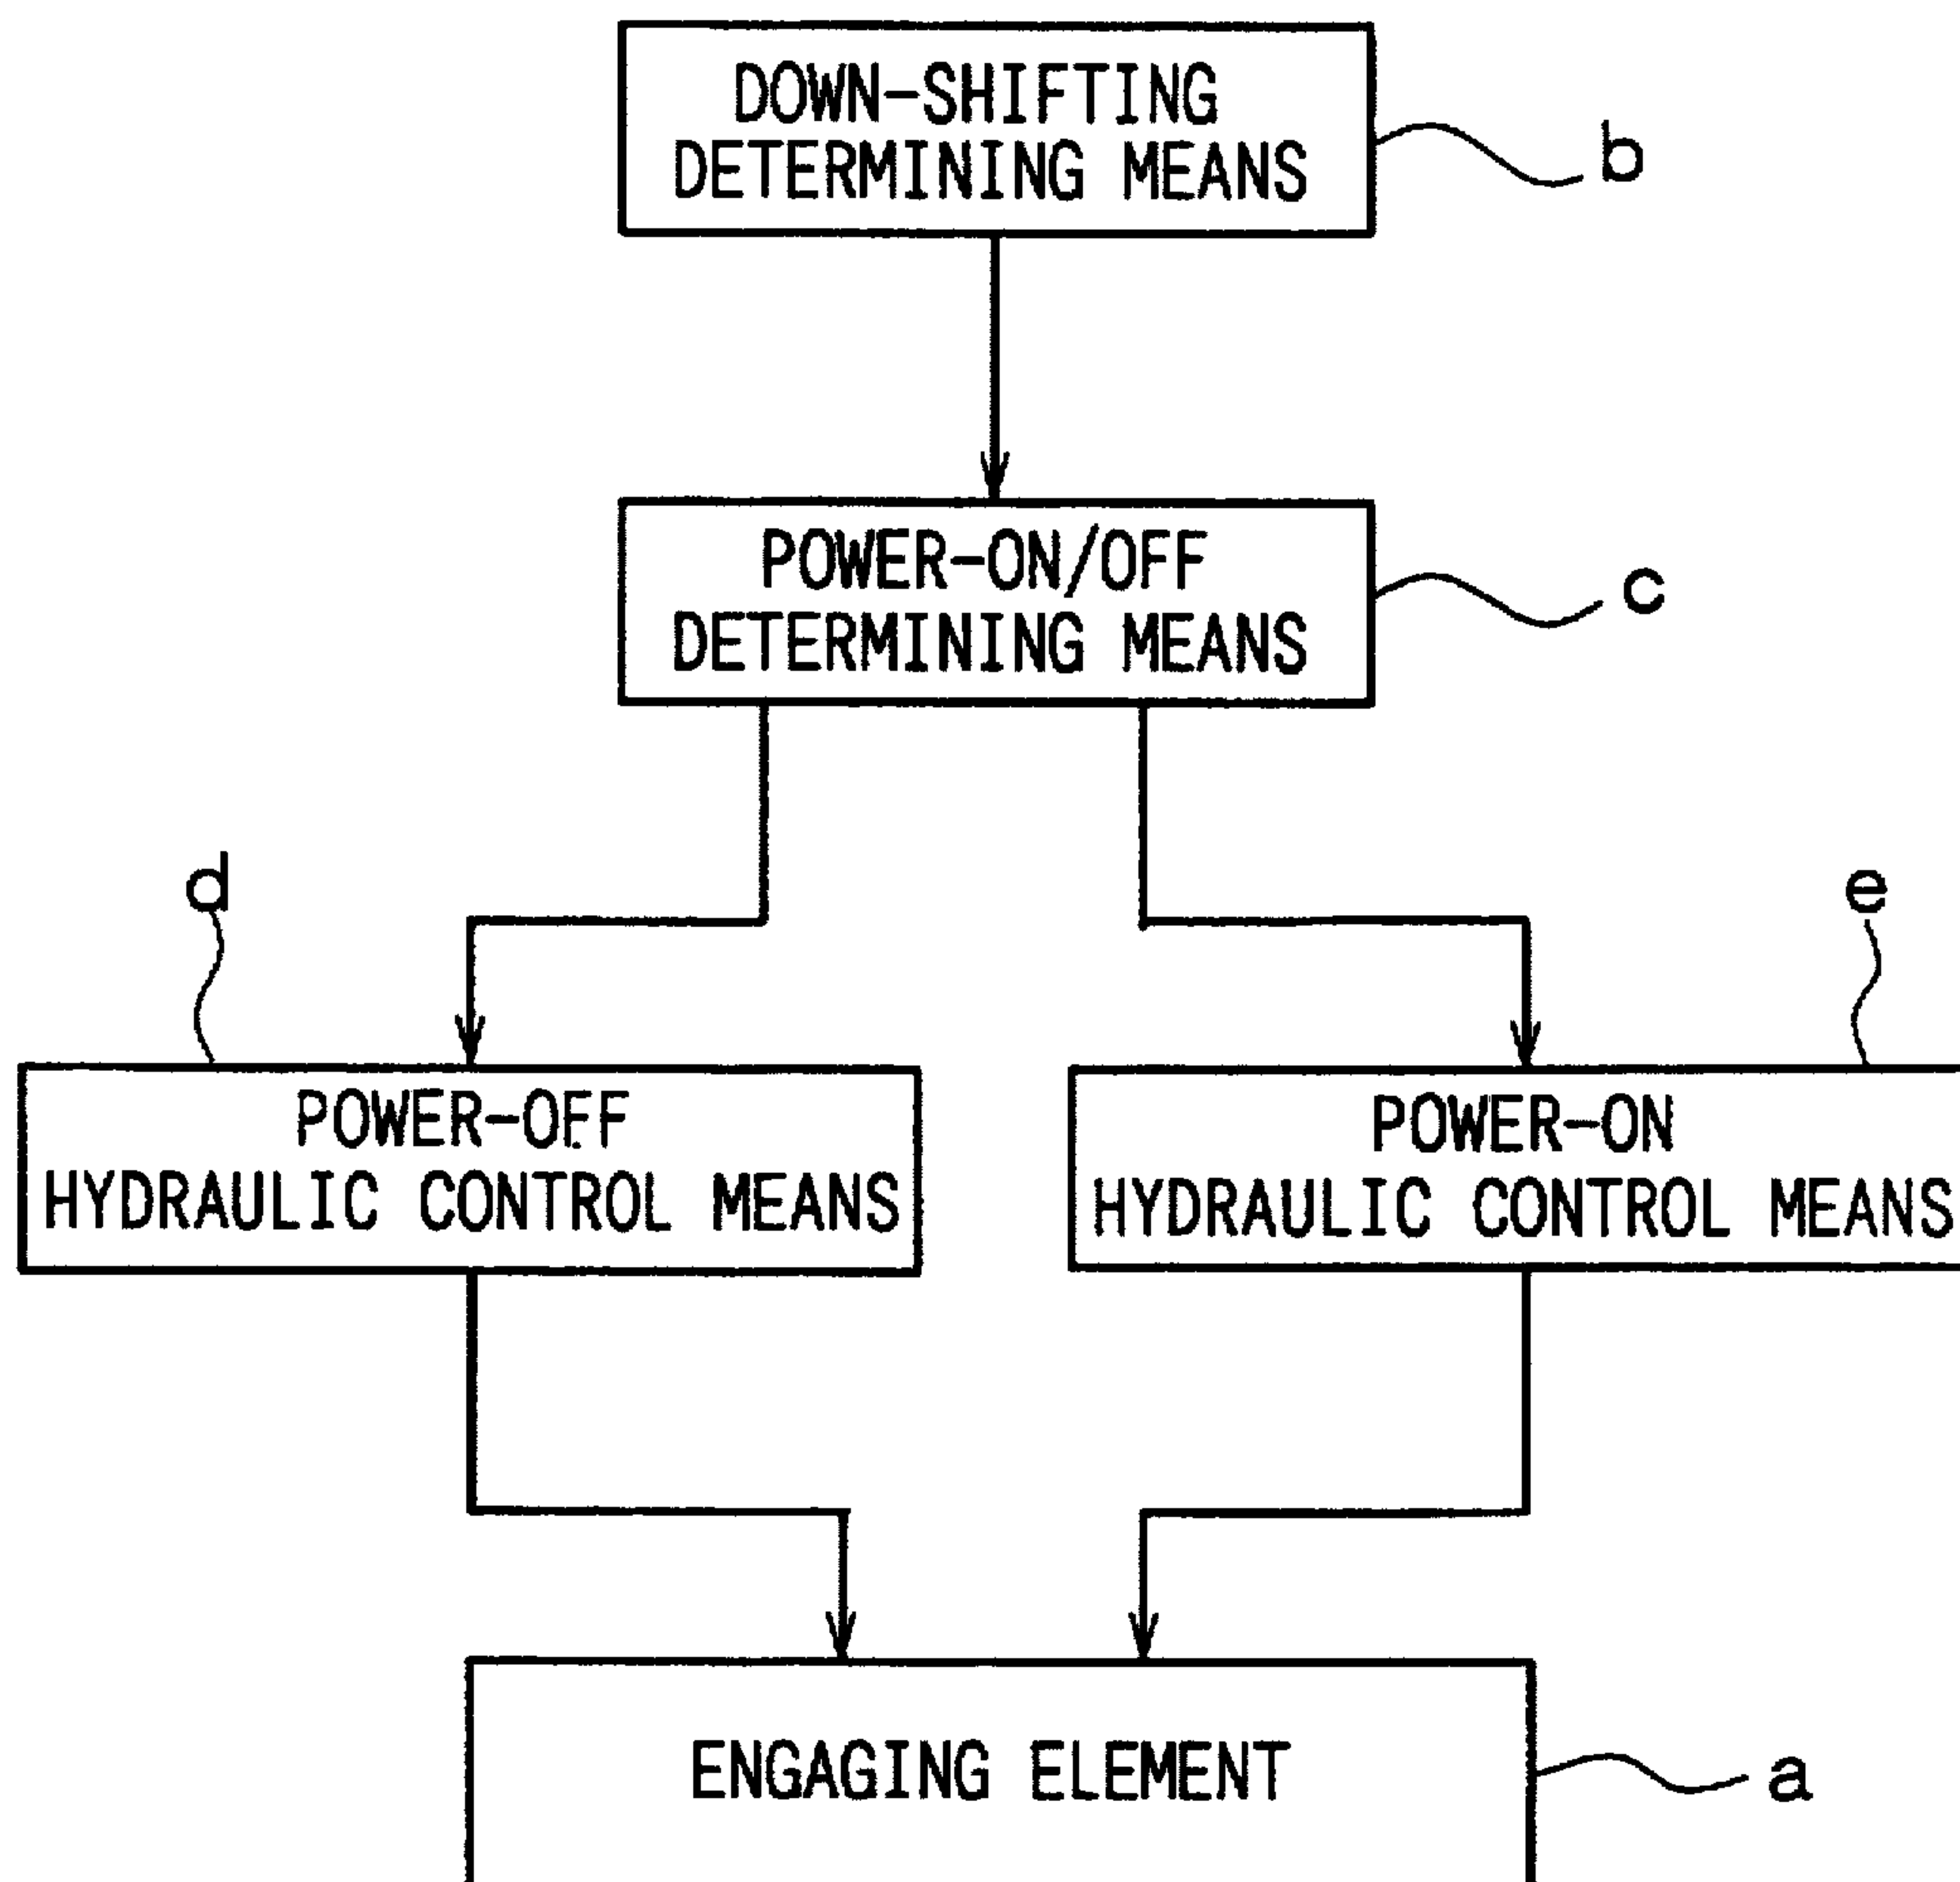 DOWN-SHIFTING
DETERMINING MEANS
b
POWER-ON/OFF
DETERMINING MEANS
c
d
e
POWER-OFF
HYDRAULIC CONTROL MEANS
POWER-ON
HYDRAULIC CONTROL MEANS
ENGAGING ELEMENT
a